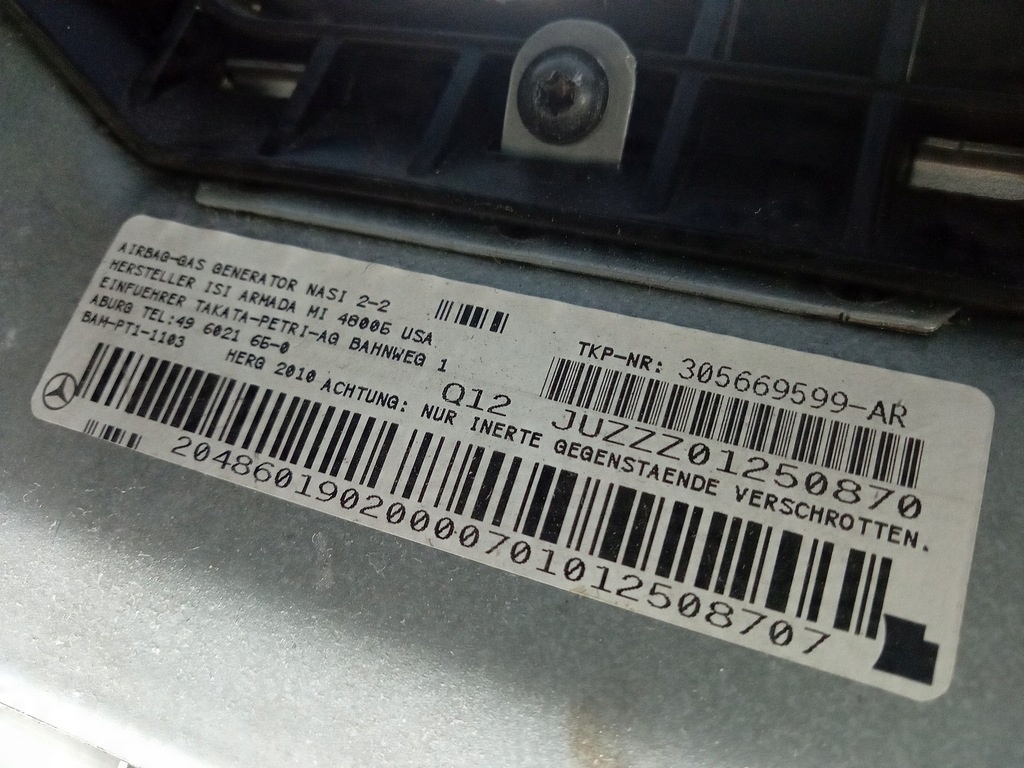 AIRBAG-GAS GENERATOR NASI 2-2
HERSTELLER ISI ARMADA MI 48005 USA
EINFUEHRER TAKATA-PETRI-AG BAHNWEG 1
ABURG TEL:49 6021 65-0
BAM-PT1-1103
HERG 2010 ACHTUNG: NUR INERTE GEGENSTAENDE VERSCHROTTEN.
TKP-NR: 305669599-AR
Q12 JUZZZ01250870
20486019020000701012508707